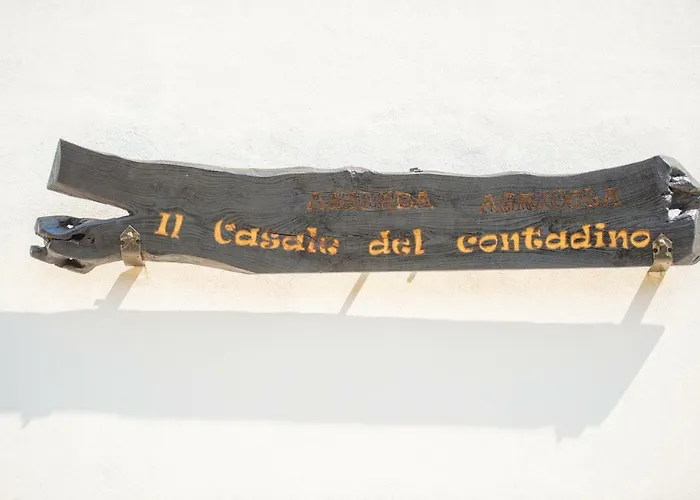 AZIENDA AGRICOLA
Il Casale del contadino